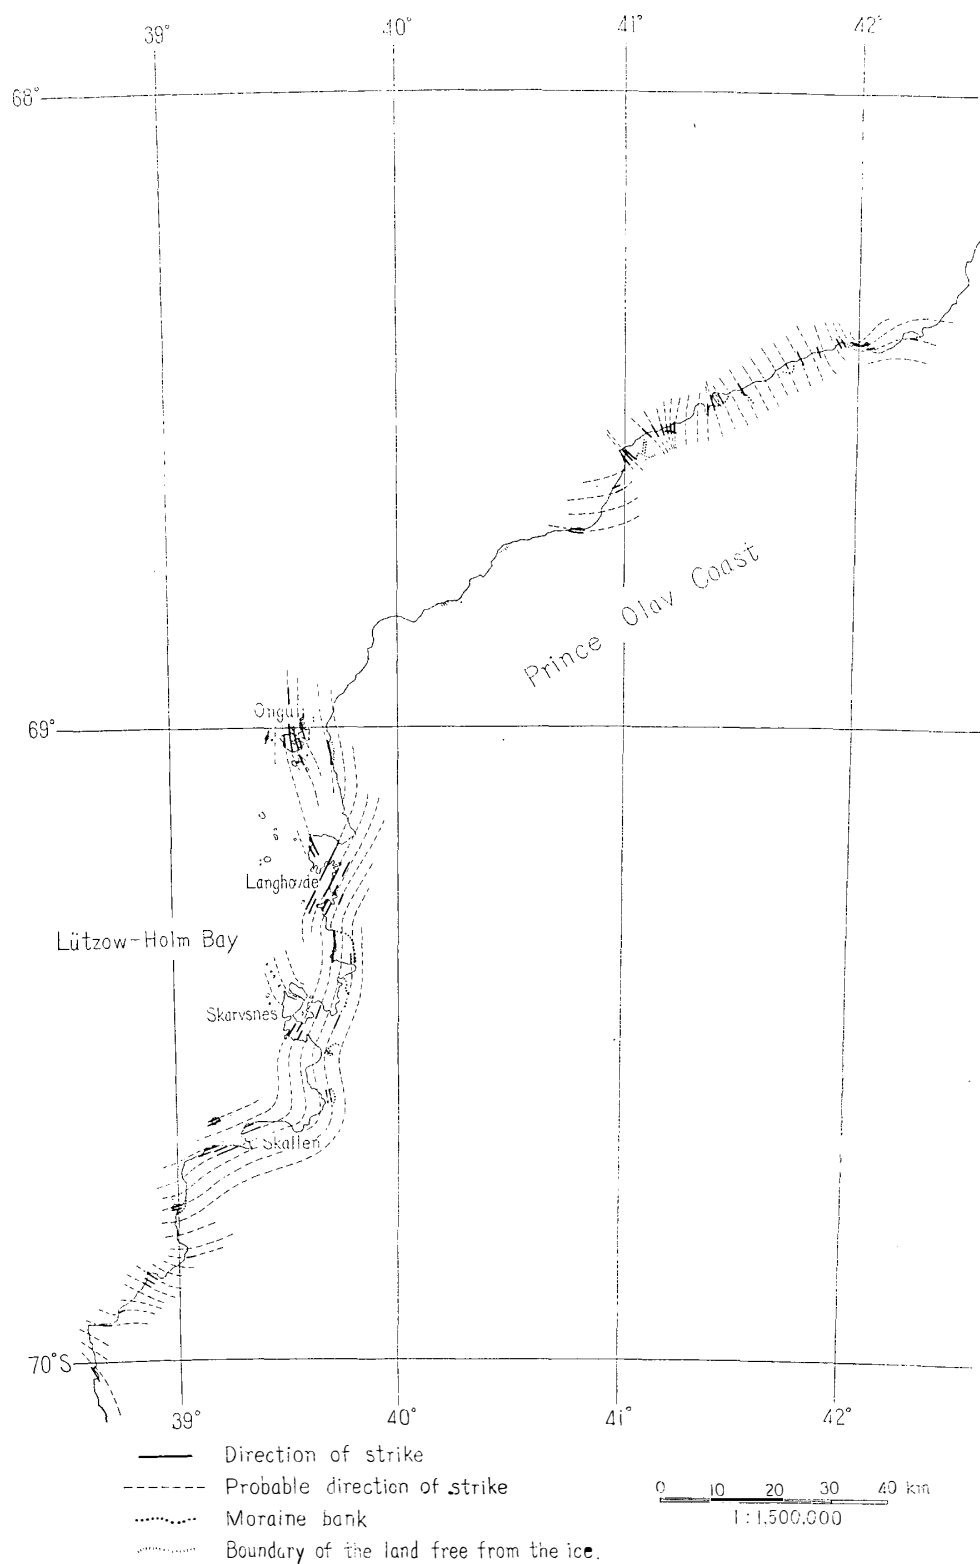 39° 40° 41° 42°
68°
Prince Olav Coast
Ongul
69°
Langhovde
Lützow-Holm Bay
Skarvsnes
Skallen
70°S
39° 40° 41° 42°
Direction of strike
Probable direction of strike
0 10 20 30 40 km
Moraine bank
1:1,500,000
Boundary of the land free from the ice.